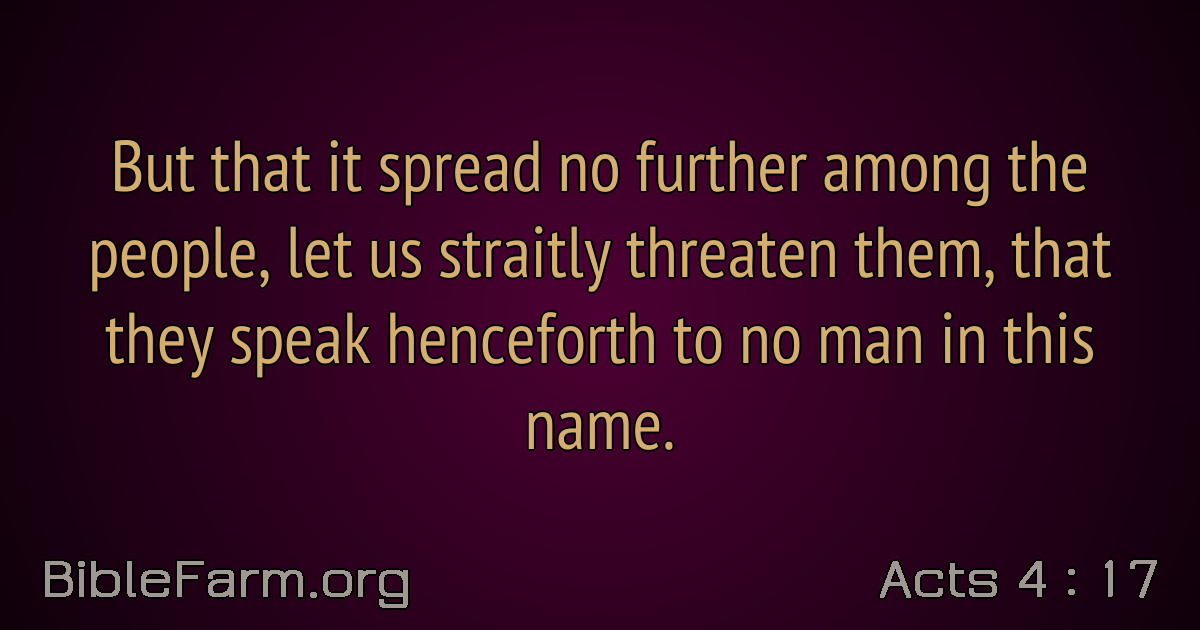 But that it spread no further among the
people, let us straitly threaten them, that
they speak henceforth to no man in this
name.
BibleFarm.org
Acts 4 : 17